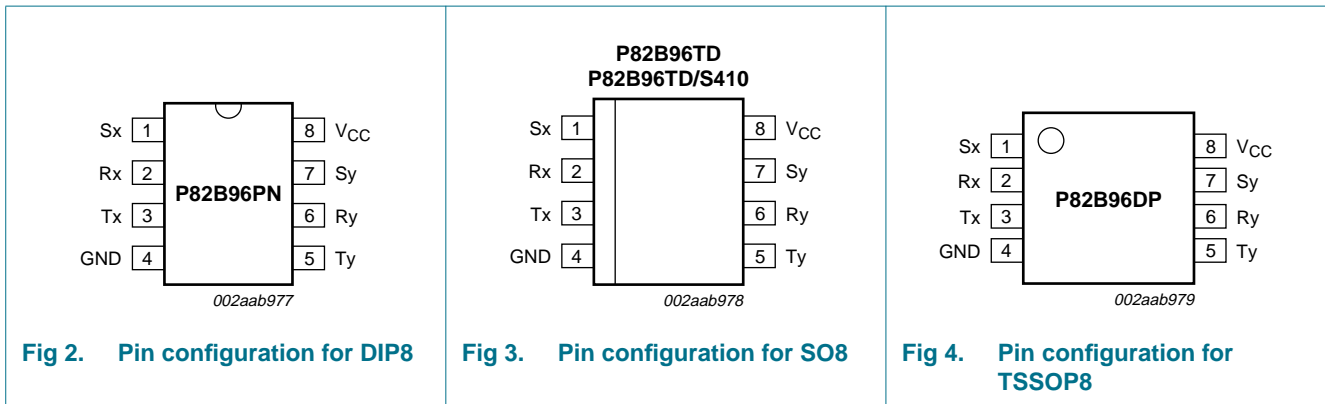 Sx 1
8 VCC
Rx 2
7 Sy
P82B96PN
Tx 3
6 Ry
GND 4
5 Ty
002aab977
Fig 2. Pin configuration for DIP8
P82B96TD
P82B96TD/S410
Sx 1
8 VCC
Rx 2
7 Sy
Tx 3
6 Ry
GND 4
5 Ty
002aab978
Fig 3. Pin configuration for SO8
Sx 1
8 VCC
Rx 2
7 Sy
P82B96DP
Tx 3
6 Ry
GND 4
5 Ty
002aab979
Fig 4. Pin configuration for
TSSOP8